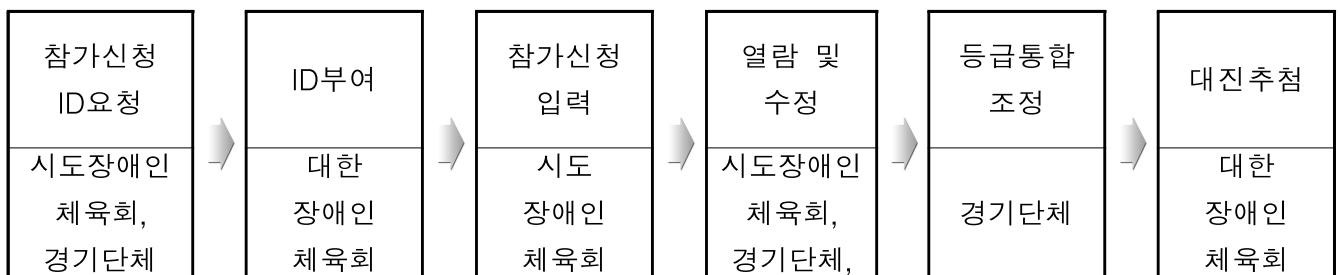 참가신청
ID요청
시도장애인
체육회,
경기단체
ID부여
대한
장애인
체육회
참가신청
입력
시도
장애인
체육회
열람 및
수정
시도장애인
체육회,
경기단체,
등급통합
조정
경기단체
대진추첨
대한
장애인
체육회